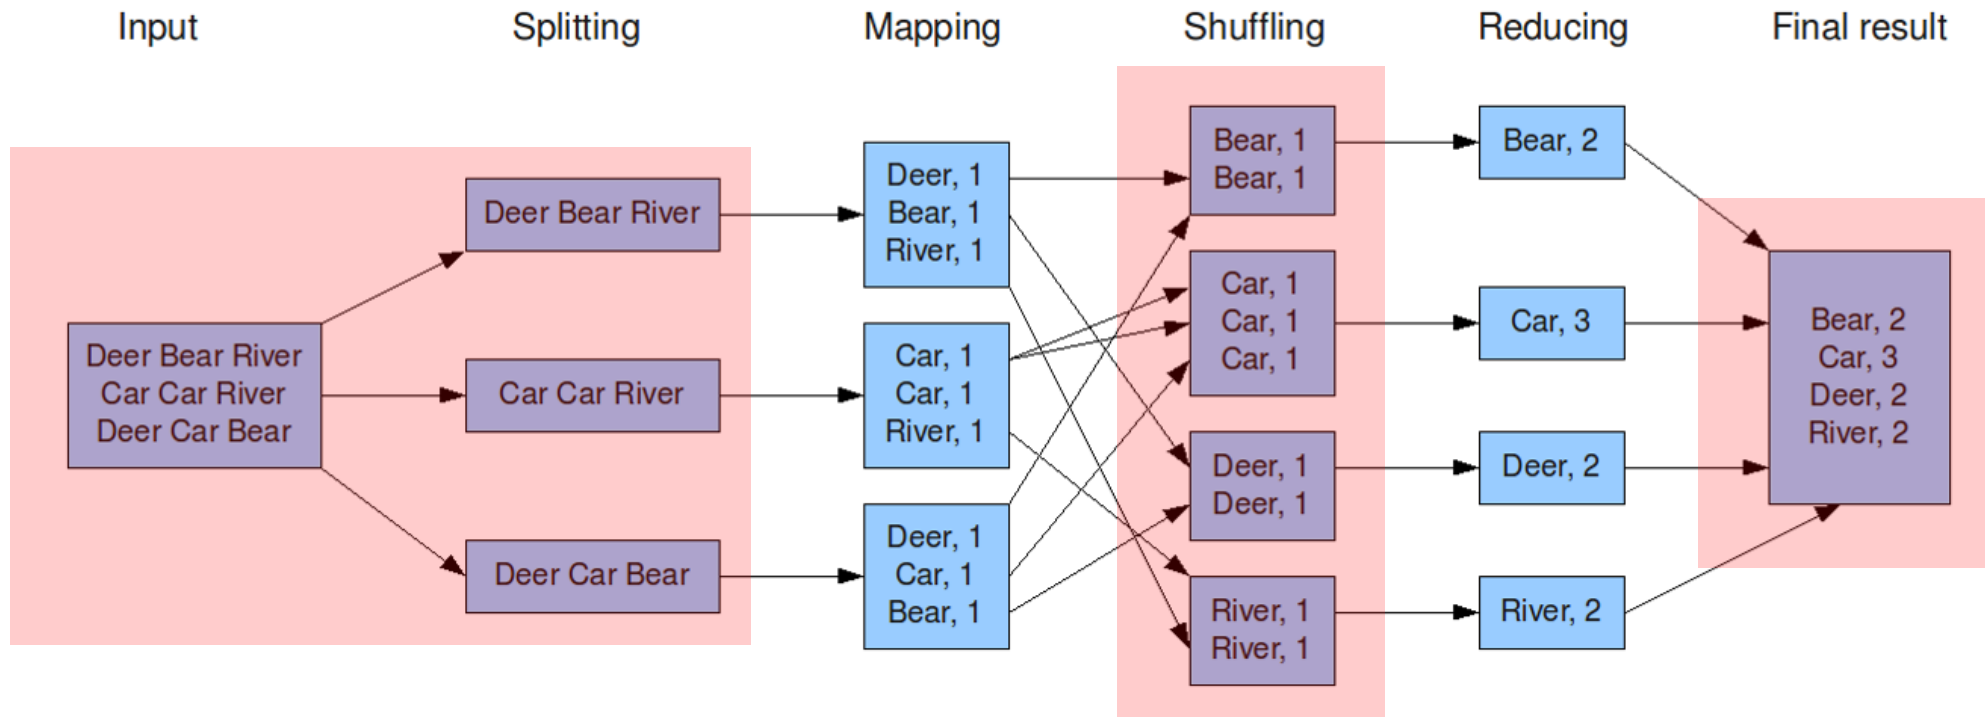 Input
Splitting
Mapping
Shuffling
Reducing
Final result
Deer Bear River
Car Car River
Deer Car Bear
Deer Bear River
Car Car River
Deer Car Bear
Deer, 1
Bear, 1
River, 1
Car, 1
Car, 1
River, 1
Deer, 1
Car, 1
Bear, 1
Bear, 1
Bear, 1
Car, 1
Car, 1
Car, 1
Deer, 1
Deer, 1
River, 1
River, 1
Bear, 2
Car, 3
Deer, 2
River, 2
Bear, 2
Car, 3
Deer, 2
River, 2